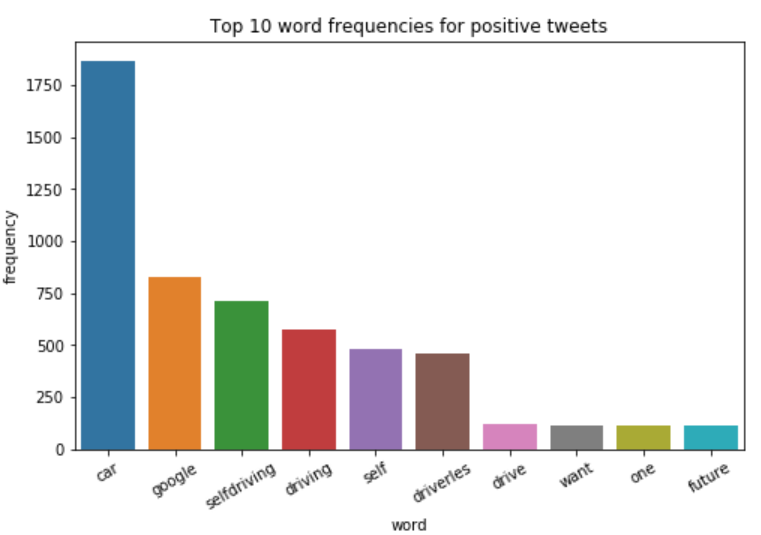 Top 10 word frequencies for positive tweets
frequency
1750
1500
1250
1000
750
500
250
0
car
google
selfdriving
driving
self
driverles
drive
want
one
future
word